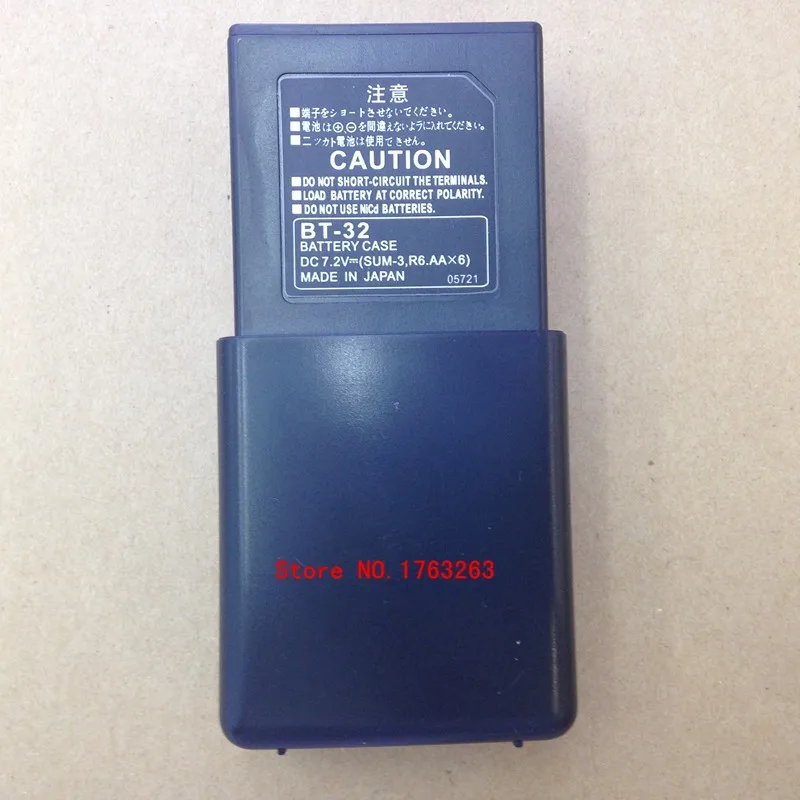 注意
■端子をショートさせないでください。
■電池は⊕⊖を間違えないように入れてください。
■ニッカト電池は使用できせん。
CAUTION
■DO NOT SHORT-CIRCUIT THE TERMINALS.
■LOAD BATTERY AT CORRECT POLARITY.
■DO NOT USE NiCd BATTERIES.
BT-32
BATTERY CASE
DC 7.2V⎓(SUM-3,R6.AA×6)
MADE IN JAPAN 05721
Store NO.1763263